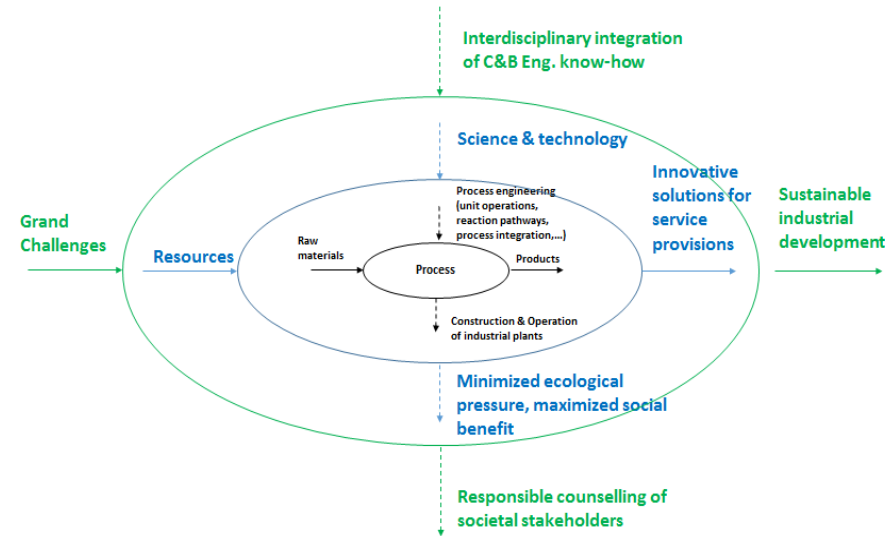 Interdisciplinary integration
of C&B Eng. know-how
Science & technology
Innovative
solutions for
service
provisions
Sustainable
industrial
development
Grand
Challenges
Resources
Process engineering
(unit operations,
reaction pathways,
process integration,...)
Raw
materials
Process
Products
Construction & Operation
of industrial plants
Minimized ecological
pressure, maximized social
benefit
Responsible counselling of
societal stakeholders